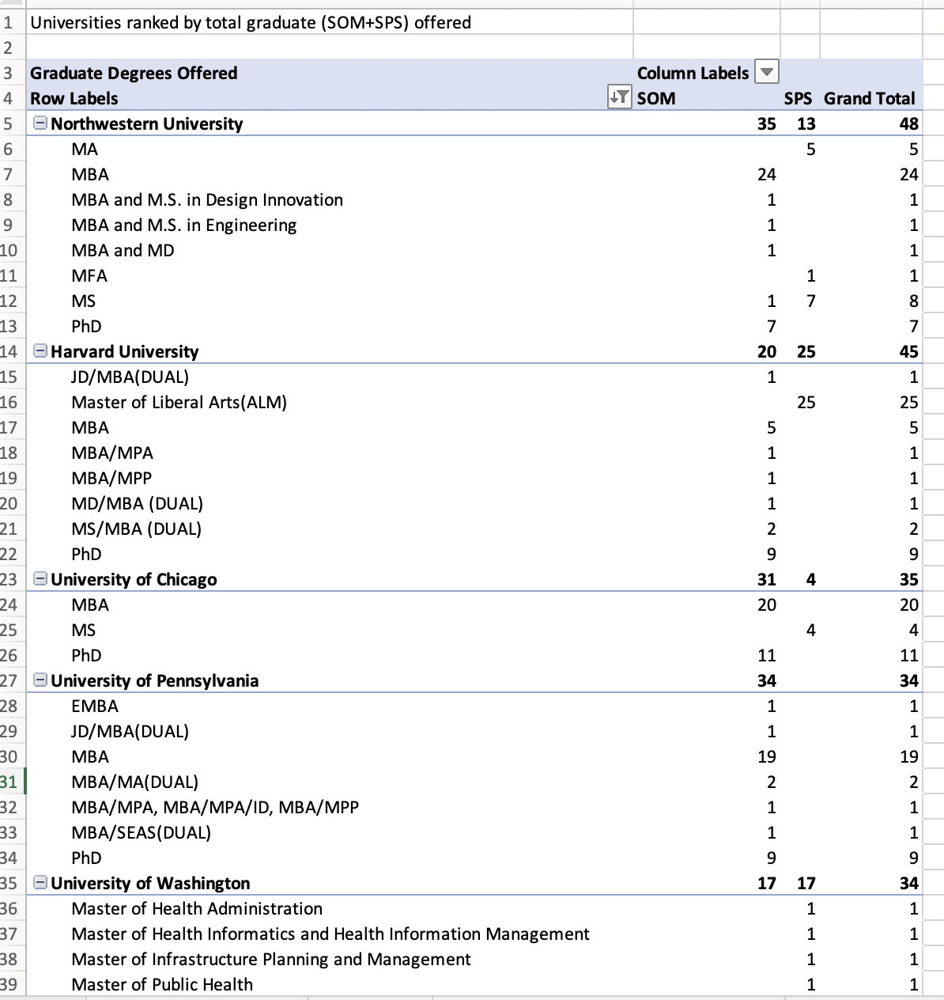 1 Universities ranked by total graduate (SOM+SPS) offered
2
3 Graduate Degrees Offered Column Labels
4 Row Labels SOM SPS Grand Total
5 Northwestern University 35 13 48
6 MA 5 5
7 MBA 24 24
8 MBA and M.S. in Design Innovation 1 1
9 MBA and M.S. in Engineering 1 1
10 MBA and MD 1 1
11 MFA 1 1
12 MS 1 7 8
13 PhD 7 7
14 Harvard University 20 25 45
15 JD/MBA(DUAL) 1 1
16 Master of Liberal Arts(ALM) 25 25
17 MBA 5 5
18 MBA/MPA 1 1
19 MBA/MPP 1 1
20 MD/MBA (DUAL) 1 1
21 MS/MBA (DUAL) 2 2
22 PhD 9 9
23 University of Chicago 31 4 35
24 MBA 20 20
25 MS 4 4
26 PhD 11 11
27 University of Pennsylvania 34 34
28 EMBA 1 1
29 JD/MBA(DUAL) 1 1
30 MBA 19 19
31 MBA/MA(DUAL) 2 2
32 MBA/MPA, MBA/MPA/ID, MBA/MPP 1 1
33 MBA/SEAS(DUAL) 1 1
34 PhD 9 9
35 University of Washington 17 17 34
36 Master of Health Administration 1 1
37 Master of Health Informatics and Health Information Management 1 1
38 Master of Infrastructure Planning and Management 1 1
39 Master of Public Health 1 1